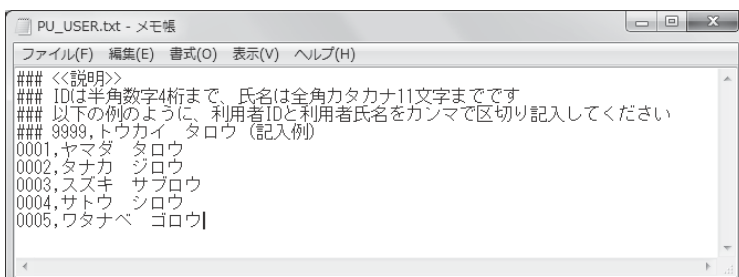 PU_USER.txt - メモ帳
ファイル(F) 編集(E) 書式(O) 表示(V) ヘルプ(H)
### <<説明>>
### IDは半角数字4桁まで、氏名は全角カタカナ11文字までです
### 以下の例のように、利用者IDと利用者氏名をカンマで区切り記入してください
### 9999,トウカイ　タロウ（記入例）
0001,ヤマダ　タロウ
0002,タナカ　ジロウ
0003,スズキ　サブロウ
0004,サトウ　シロウ
0005,ワタナベ　ゴロウ